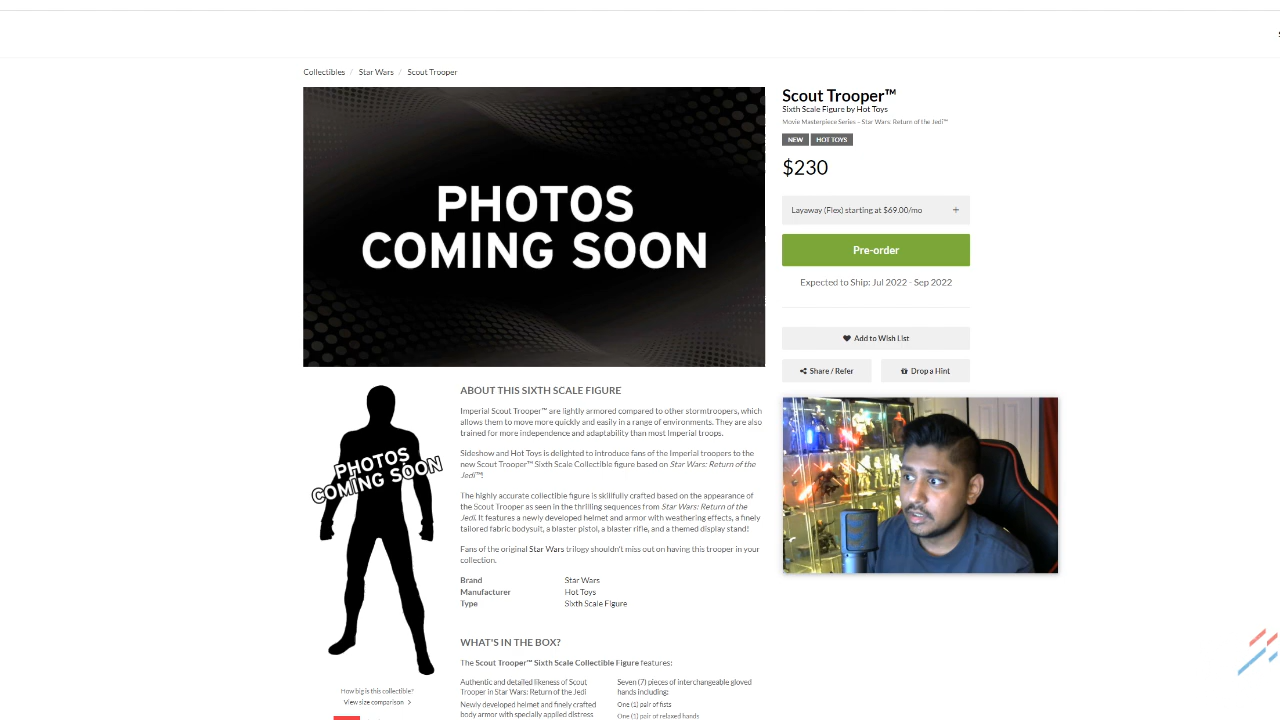 Collectibles / Star Wars / Scout Trooper
PHOTOS
COMING SOON
Scout Trooper™
Sixth Scale Figure by Hot Toys
Movie Masterpiece Series - Star Wars: Return of the Jedi™
NEW HOT TOYS
$230
Layaway (Flex) starting at $69.00/mo +
Pre-order
Expected to Ship: Jul 2022 - Sep 2022
Add to Wish List
Share / Refer
Drop a Hint
PHOTOS
COMING SOON
How big is this collectible?
View size comparison >
ABOUT THIS SIXTH SCALE FIGURE
Imperial Scout Trooper™ are lightly armored compared to other stormtroopers, which
allows them to move more quickly and easily in a range of environments. They are also
trained for more independence and adaptability than most Imperial troops.
Sideshow and Hot Toys is delighted to introduce fans of the Imperial troopers to the
new Scout Trooper™ Sixth Scale Collectible figure based on Star Wars: Return of the
Jedi™!
The highly accurate collectible figure is skillfully crafted based on the appearance of
the Scout Trooper as seen in the thrilling sequences from Star Wars: Return of the
Jedi. It features a newly developed helmet and armor with weathering effects, a finely
tailored fabric bodysuit, a blaster pistol, a blaster rifle, and a themed display stand!
Fans of the original Star Wars trilogy shouldn't miss out on having this trooper in your
collection.
Brand Star Wars
Manufacturer Hot Toys
Type Sixth Scale Figure
WHAT'S IN THE BOX?
The Scout Trooper™ Sixth Scale Collectible Figure features:
Authentic and detailed likeness of Scout
Trooper in Star Wars: Return of the Jedi
Newly developed helmet and finely crafted
body armor with specially applied distress
Seven (7) pieces of interchangeable gloved
hands including:
One (1) pair of fists
One (1) pair of relaxed hands